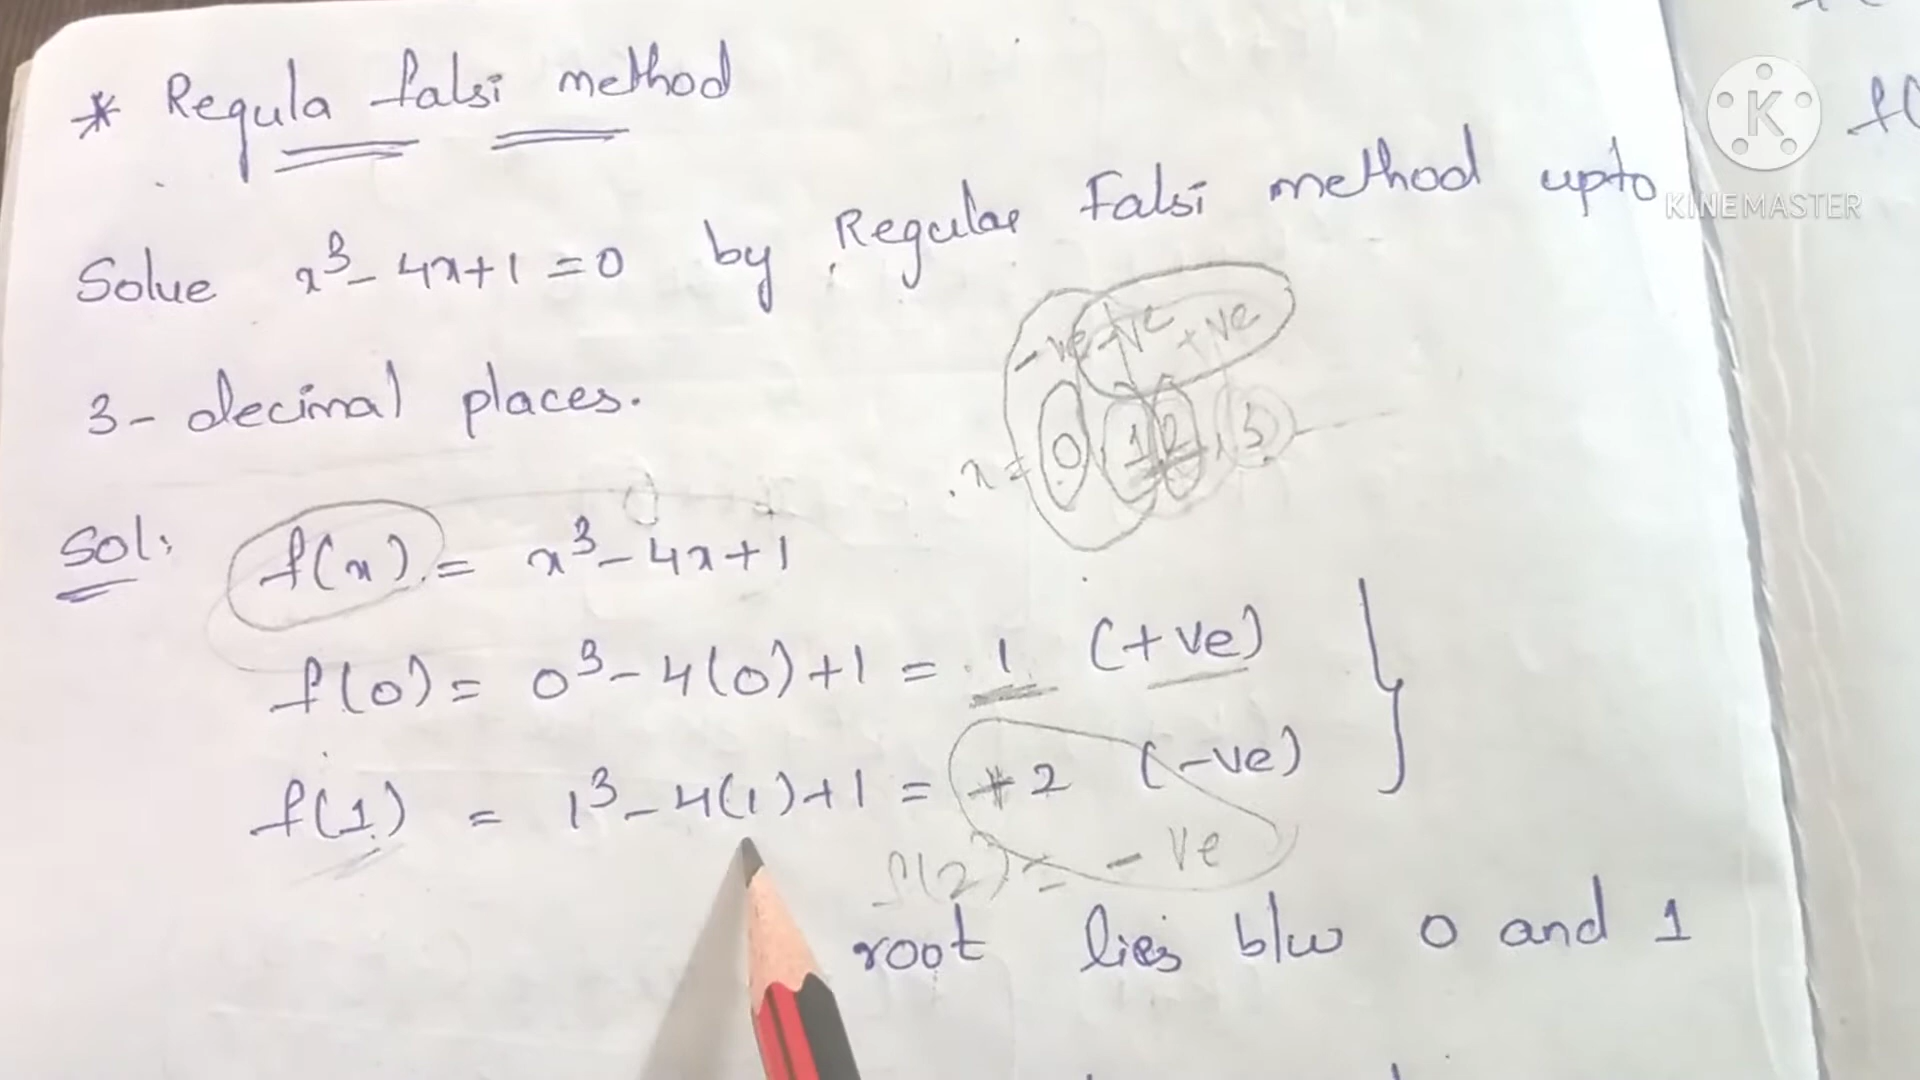 * Regula falsi method
Solve x³-4x+1=0 by Regular Falsi method upto
3-decimal places.
-ve +ve +ve
x = 0, 1, 2, 3
Sol: f(x) = x³-4x+1
f(0) = 0³-4(0)+1 = 1 (+ve)
f(1) = 1³-4(1)+1 = -2 (-ve)
f(2) = -ve
root lies b/w 0 and 1
K
KINEMASTER
f(